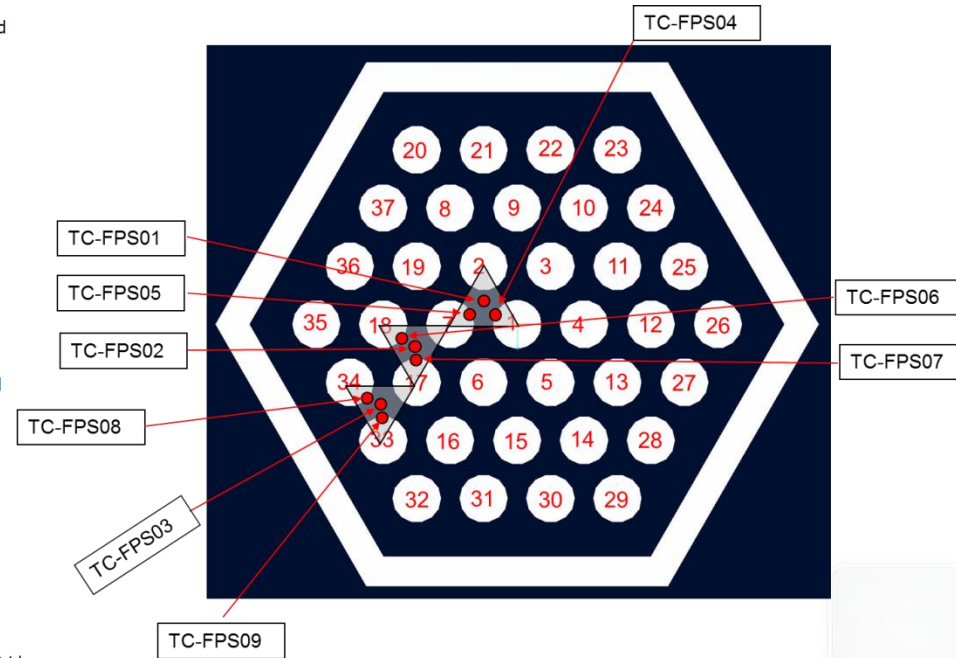 TC-FPS04
20 21 22 23
37 8 9 10 24
TC-FPS01
36 19 2 3 11 25
TC-FPS05
TC-FPS06
35 18 7 1 4 12 26
TC-FPS02
TC-FPS07
34 17 6 5 13 27
TC-FPS08
33 16 15 14 28
32 31 30 29
TC-FPS03
TC-FPS09